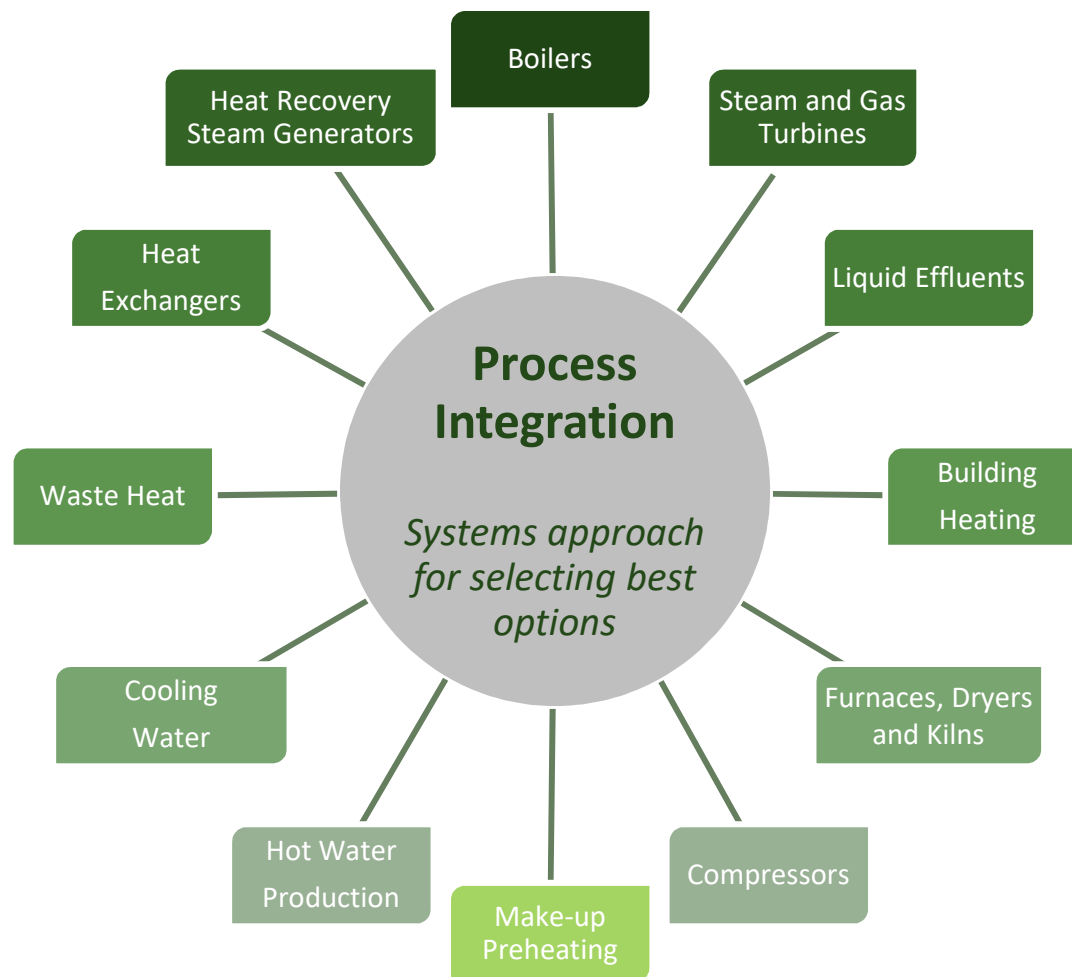 Boilers
Steam and Gas
Turbines
Liquid Effluents
Building
Heating
Furnaces, Dryers
and Kilns
Compressors
Make-up
Preheating
Hot Water
Production
Cooling
Water
Waste Heat
Heat
Exchangers
Heat Recovery
Steam Generators
Process
Integration
Systems approach
for selecting best
options